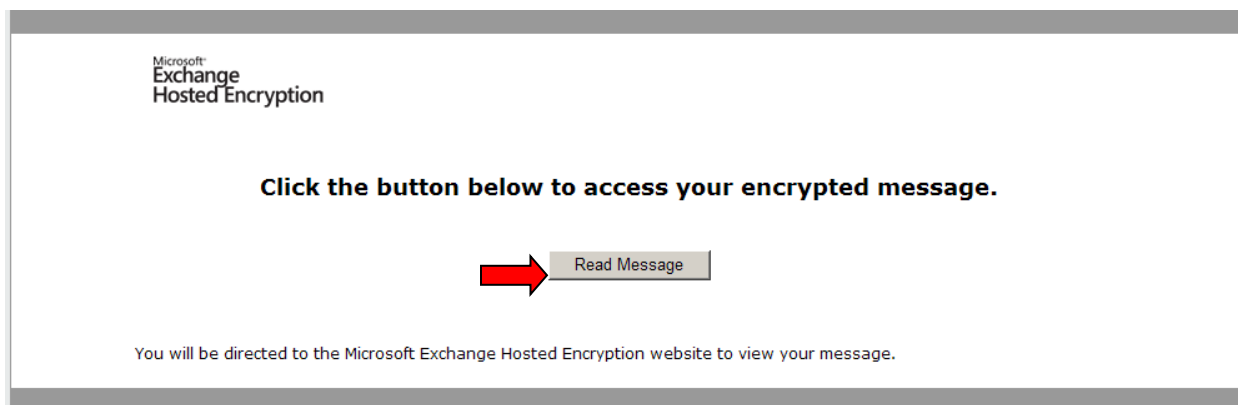 Microsoft
Exchange
Hosted Encryption
Click the button below to access your encrypted message.
Read Message
You will be directed to the Microsoft Exchange Hosted Encryption website to view your message.